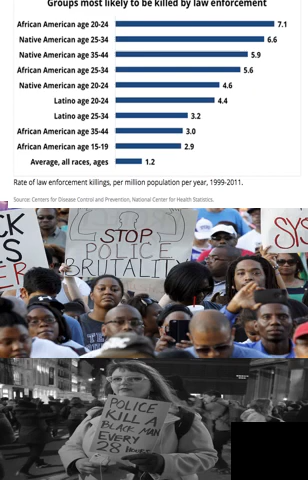 Groups most likely to be killed by law enforcement
African American age 20-24 7.1
Native American age 25-34 6.6
Native American age 35-44 5.9
African American age 25-34 5.6
Native American age 20-24 4.6
Latino age 20-24 4.4
Latino age 25-34 3.2
African American age 35-44 3.0
African American age 15-19 2.9
Average, all races, ages 1.2
Rate of law enforcement killings, per million population per year, 1999-2011.
Source: Centers for Disease Control and Prevention, National Center for Health Statistics.
CK
S
ER
STOP
POLICE
BRUTALITY
SYS
POLICE
KILL A
BLACK MAN
EVERY
28 HOURS